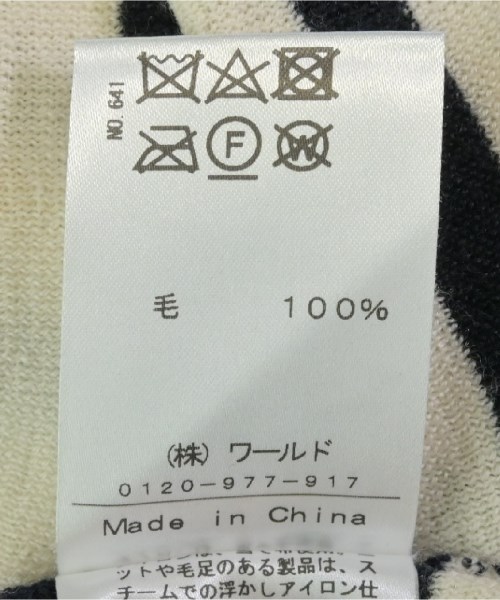 NO. 641
F
W
毛 100%
(株) ワールド
0120-977-917
Made in China
ットや毛足のある製品は、ス
チームでの浮かしアイロン仕